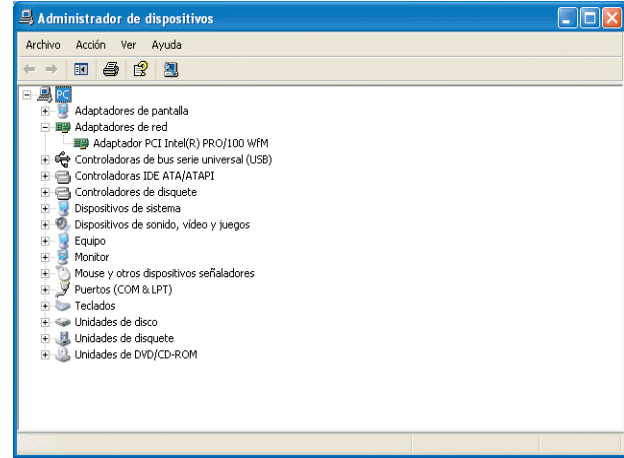 Administrador de dispositivos
Archivo Acción Ver Ayuda
PC
Adaptadores de pantalla
Adaptadores de red
Adaptador PCI Intel(R) PRO/100 WfM
Controladoras de bus serie universal (USB)
Controladoras IDE ATA/ATAPI
Controladores de disquete
Dispositivos de sistema
Dispositivos de sonido, vídeo y juegos
Equipo
Monitor
Mouse y otros dispositivos señaladores
Puertos (COM & LPT)
Teclados
Unidades de disco
Unidades de disquete
Unidades de DVD/CD-ROM